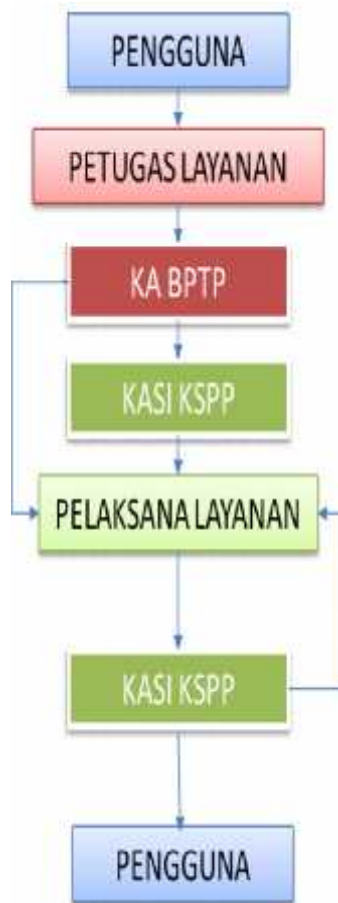 PENGGUNA
PETUGAS LAYANAN
KA BPTP
KASI KSPP
PELAKSANA LAYANAN
KASI KSPP
PENGGUNA